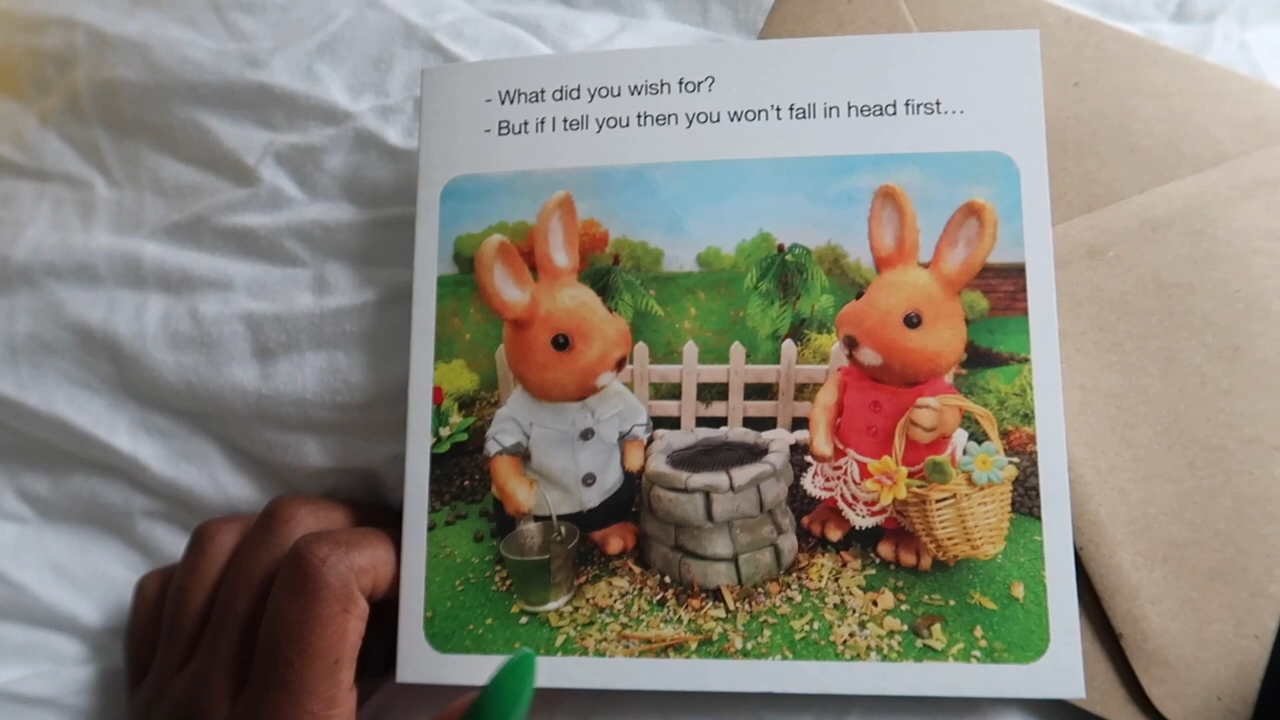 - What did you wish for?
- But if I tell you then you won't fall in head first...